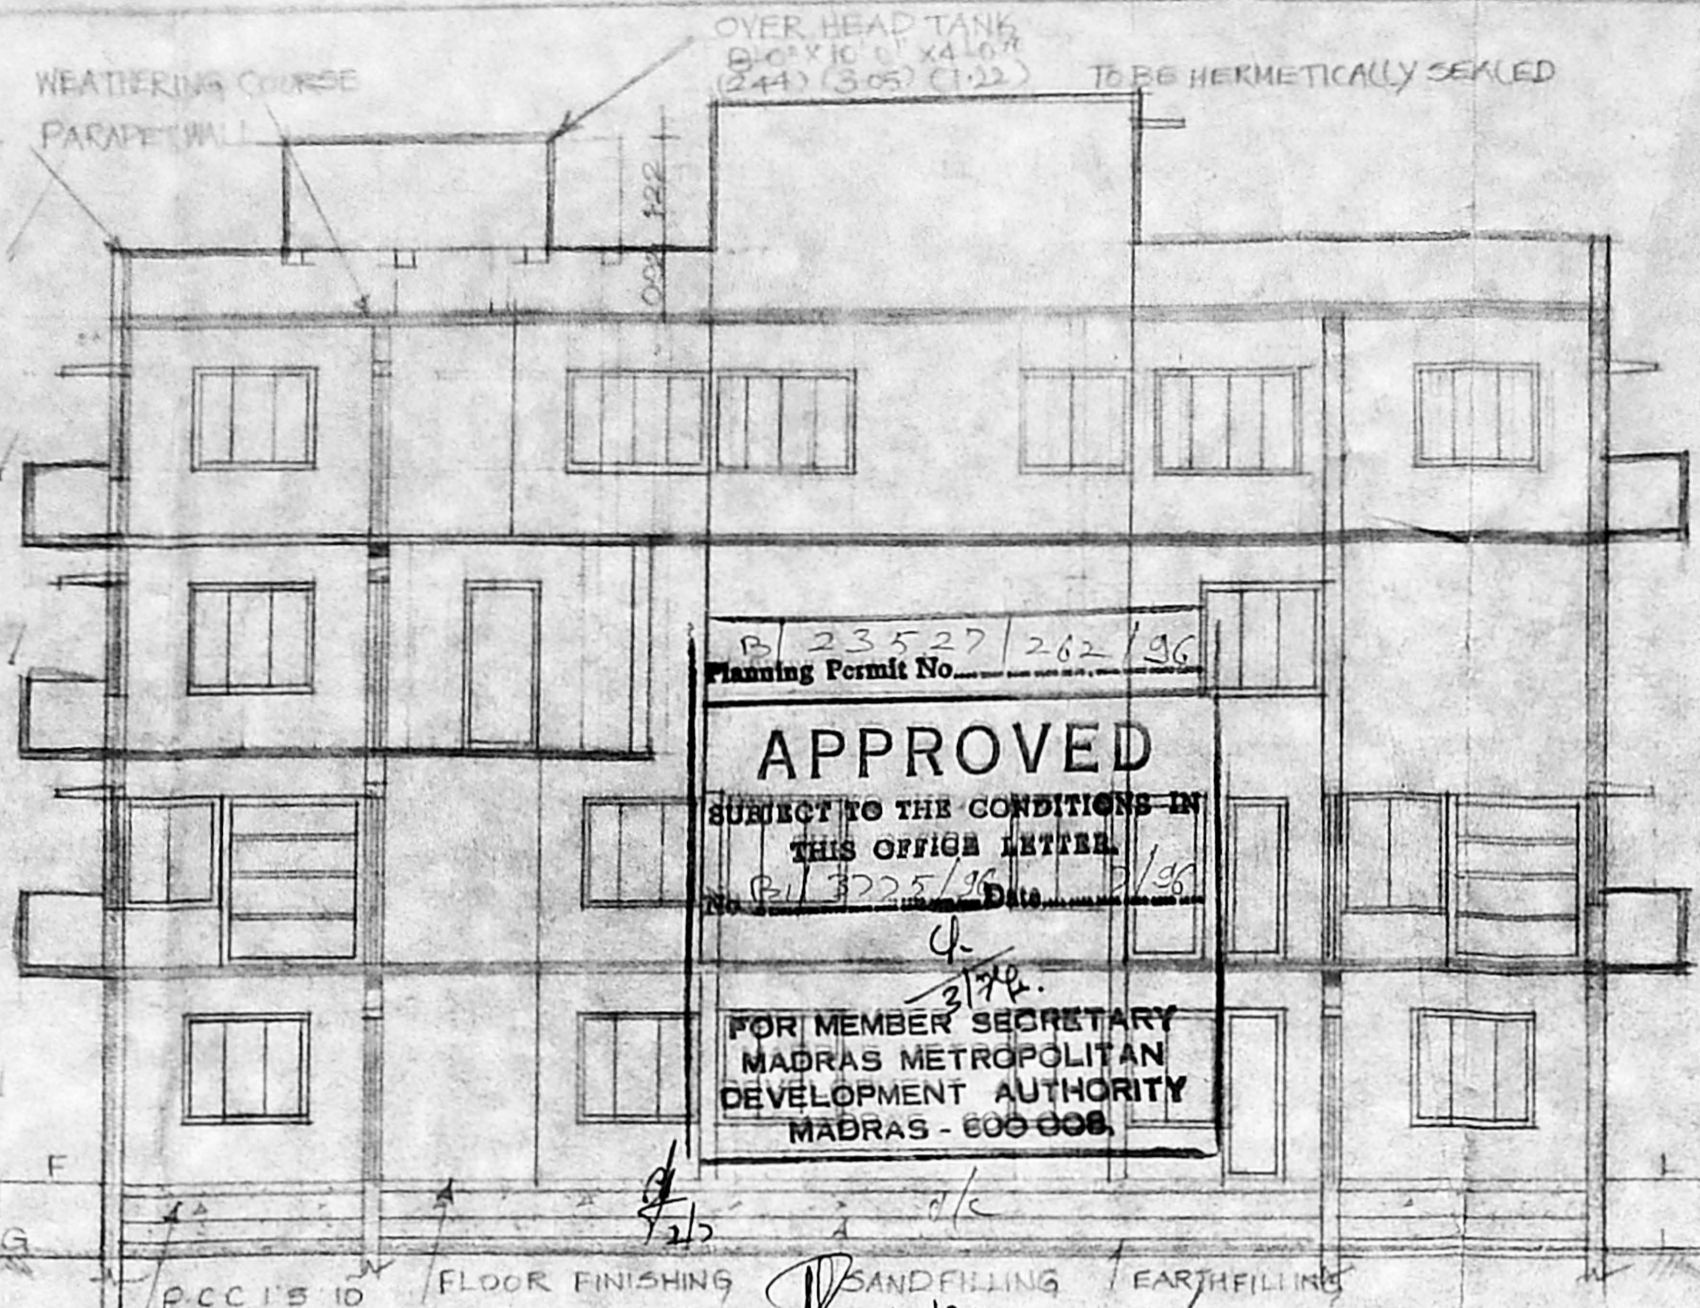 OVER HEAD TANK
8'-0" X 10'0" X 4'-0"
(2.44) (3.05) (1.22)
TO BE HERMETICALLY SEALED
WEATHERING COURSE
PARAPET WALL
1.22
B/23527/262/96
Planning Permit No
APPROVED
SUBJECT TO THE CONDITIONS IN
THIS OFFICE LETTER.
No B1/3225/96 Date /96
FOR MEMBER SECRETARY
MADRAS METROPOLITAN
DEVELOPMENT AUTHORITY
MADRAS - 600 008.
F
L
G
L
P.C.C 1:5:10
FLOOR FINISHING
SANDFILLING
EARTHFILLING